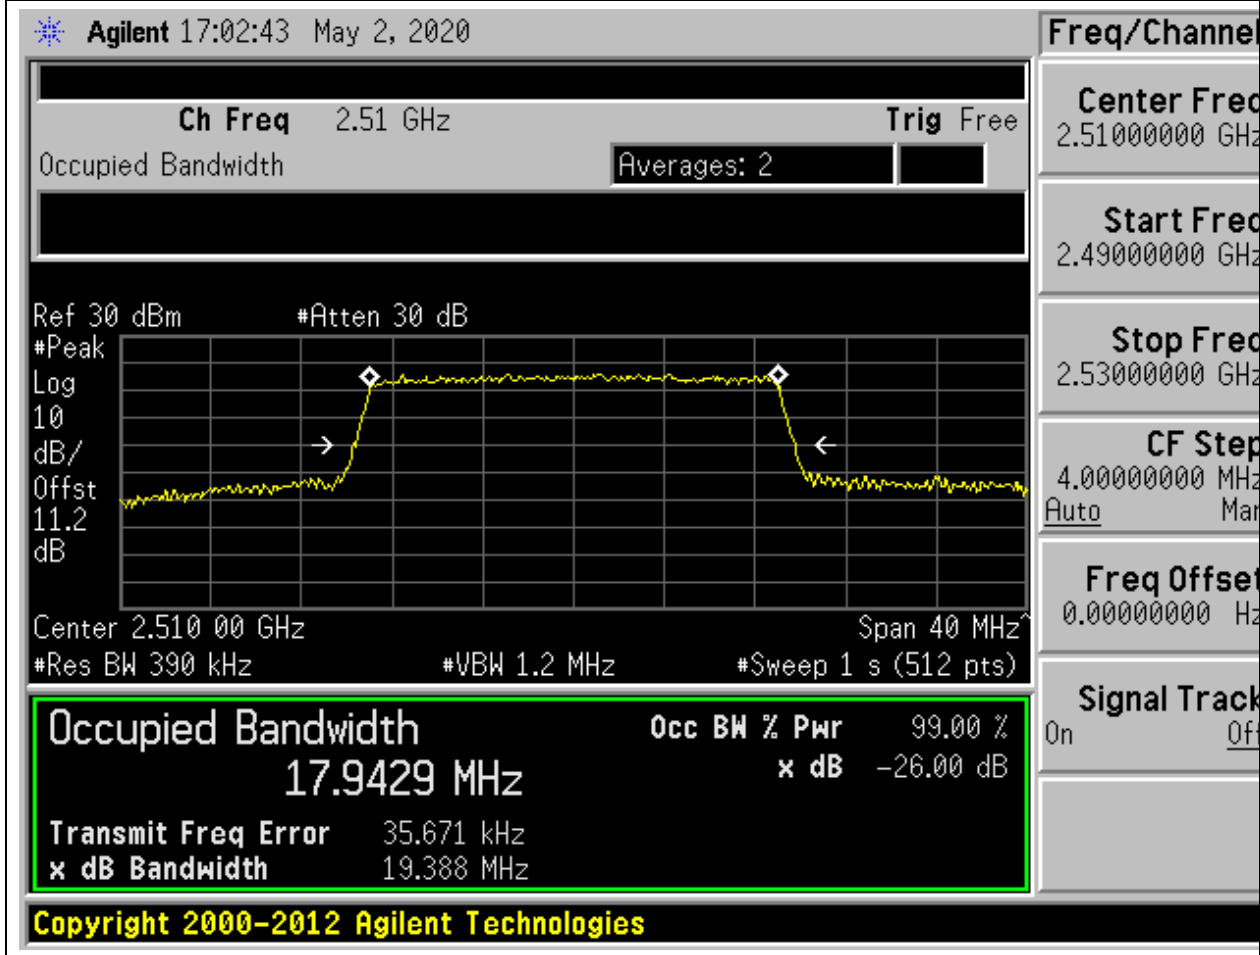 Agilent 17:02:43 May 2, 2020
Freq/Channel
Ch Freq 2.51 GHz Trig Free
Occupied Bandwidth Averages: 2
Center Freq
2.51000000 GHz
Start Freq
2.49000000 GHz
Stop Freq
2.53000000 GHz
CF Step
4.00000000 MHz
Auto Man
Freq Offset
0.00000000 Hz
Signal Track
On Off
Ref 30 dBm #Atten 30 dB
#Peak
Log
10
dB/
Offst
11.2
dB
Center 2.510 00 GHz Span 40 MHz^
#Res BW 390 kHz #VBW 1.2 MHz #Sweep 1 s (512 pts)
Occupied Bandwidth Occ BW % Pwr 99.00 %
17.9429 MHz x dB -26.00 dB
Transmit Freq Error 35.671 kHz
x dB Bandwidth 19.388 MHz
Copyright 2000-2012 Agilent Technologies